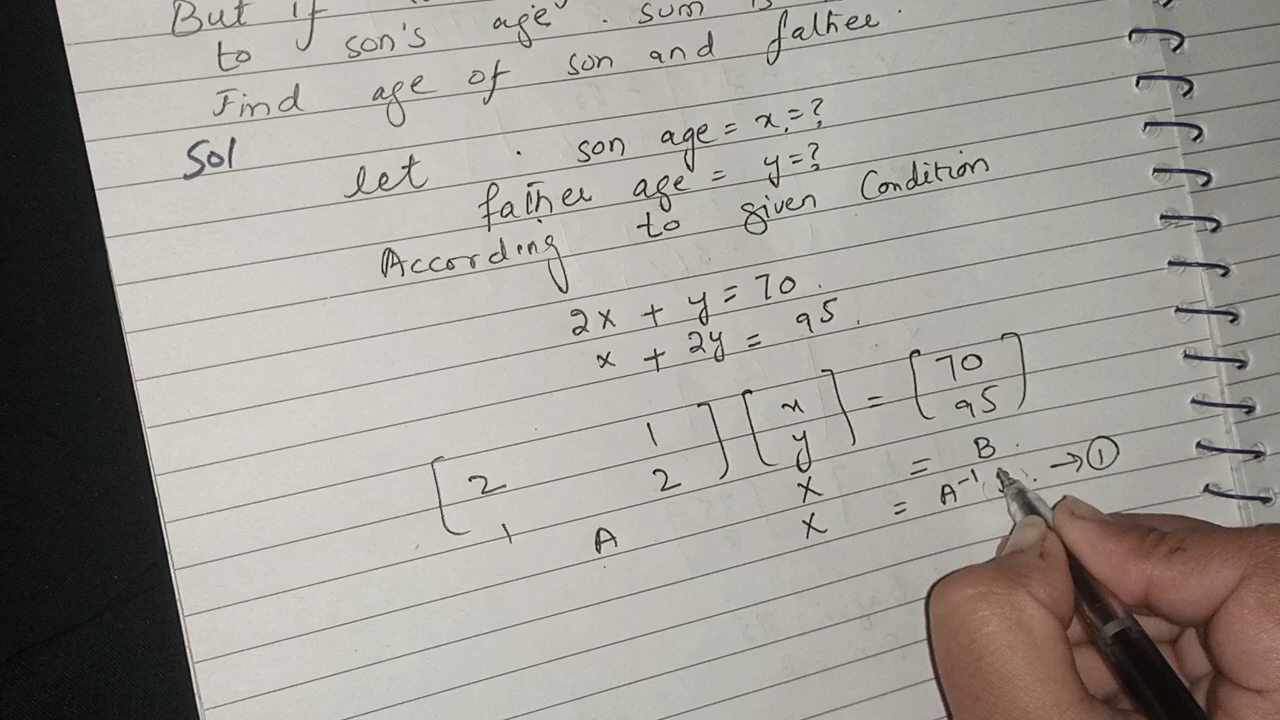 But if
to son's age . sum
Find age of son and father.
Sol
let . son age = x = ?
father age = y = ?
According to given Condition
2x + y = 70 .
x + 2y = 95 .
[2 1] [x] = [70]
[1 2] [y] [95]
A X = B .
X = A⁻¹ B . → ①